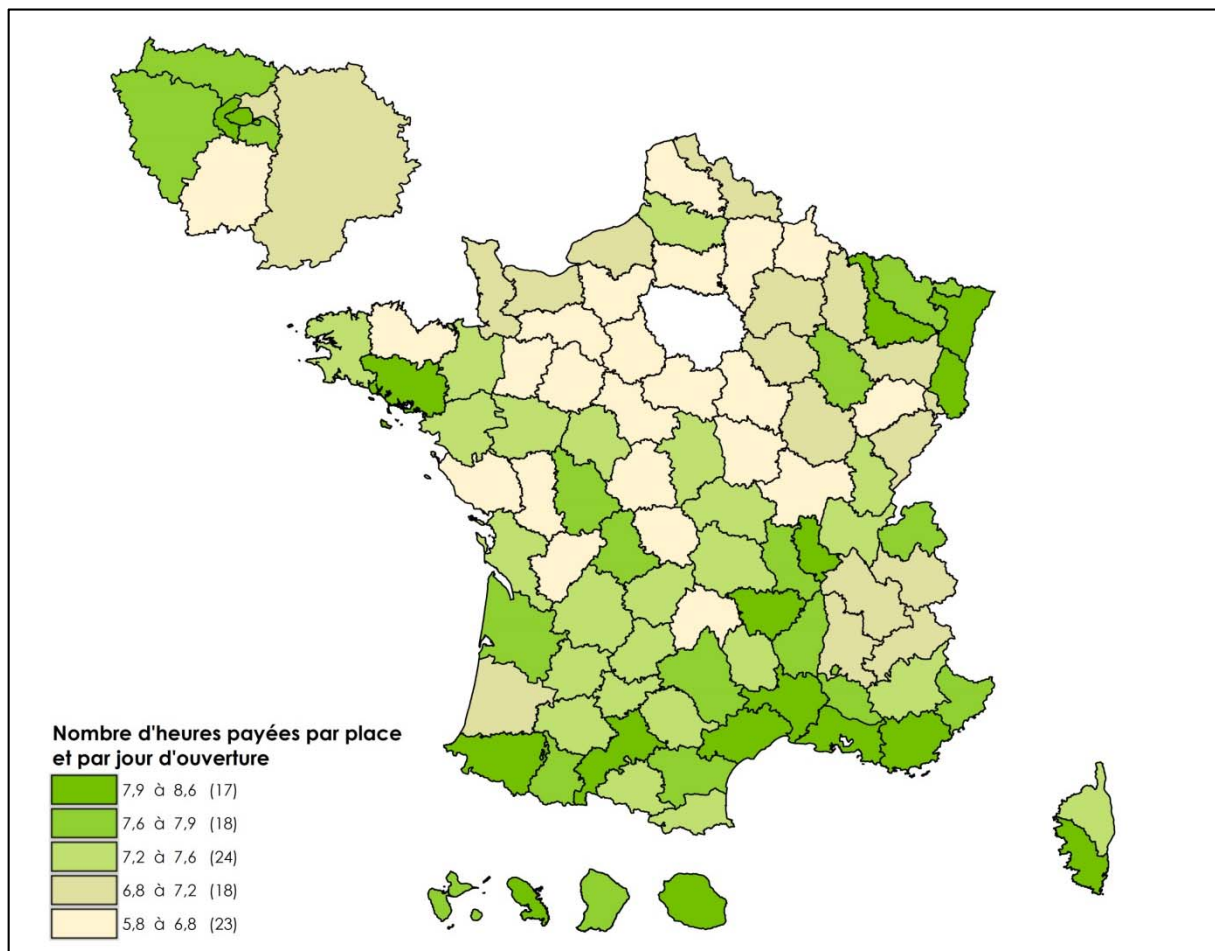 Nombre d'heures payées par place
et par jour d'ouverture
7,9 à 8,6 (17)
7,6 à 7,9 (18)
7,2 à 7,6 (24)
6,8 à 7,2 (18)
5,8 à 6,8 (23)